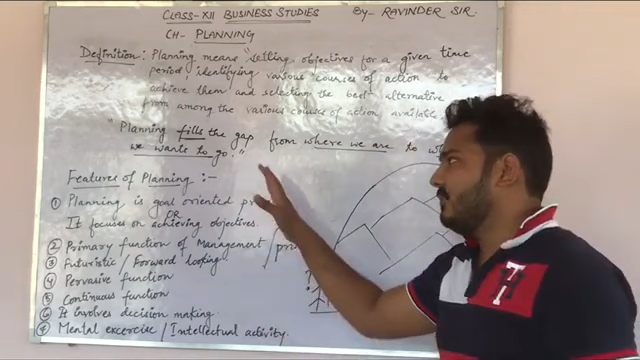 CLASS-XII BUSINESS STUDIES By- RAVINDER SIR.
CH- PLANNING
Definition: Planning means "setting objectives for a given time
period, identifying various courses of action to
achieve them and selecting the best alternative
from among the various courses of action available
"Planning fills the gap from where we are to
we wants to go."
Features of Planning :-
① Planning is goal oriented
OR
It focuses on achieving objectives.
② Primary function of Management /
③ Futuristic / Forward looking
④ Pervasive function
⑤ Continuous function
⑥ It involves decision making.
⑦ Mental excercise / Intellectual activity.